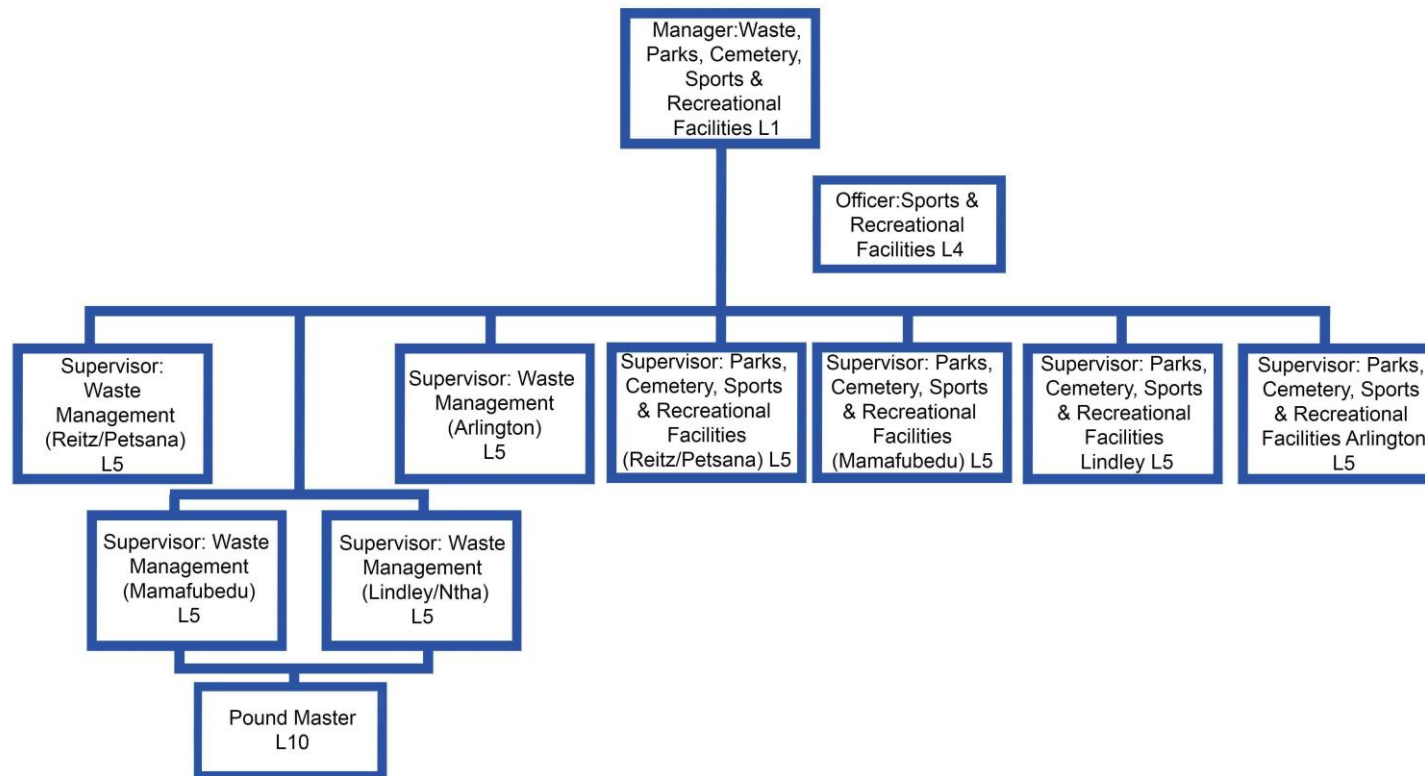 Manager:Waste,
Parks, Cemetery,
Sports &
Recreational
Facilities L1
Officer:Sports &
Recreational
Facilities L4
Supervisor:
Waste
Management
(Reitz/Petsana)
L5
Supervisor: Waste
Management
(Arlington)
L5
Supervisor: Parks,
Cemetery, Sports
& Recreational
Facilities
(Reitz/Petsana) L5
Supervisor: Parks,
Cemetery, Sports
& Recreational
Facilities
(Mamafubedu) L5
Supervisor: Parks,
Cemetery, Sports
& Recreational
Facilities
Lindley L5
Supervisor: Parks,
Cemetery, Sports
& Recreational
Facilities Arlington
L5
Supervisor: Waste
Management
(Mamafubedu)
L5
Supervisor: Waste
Management
(Lindley/Ntha)
L5
Pound Master
L10